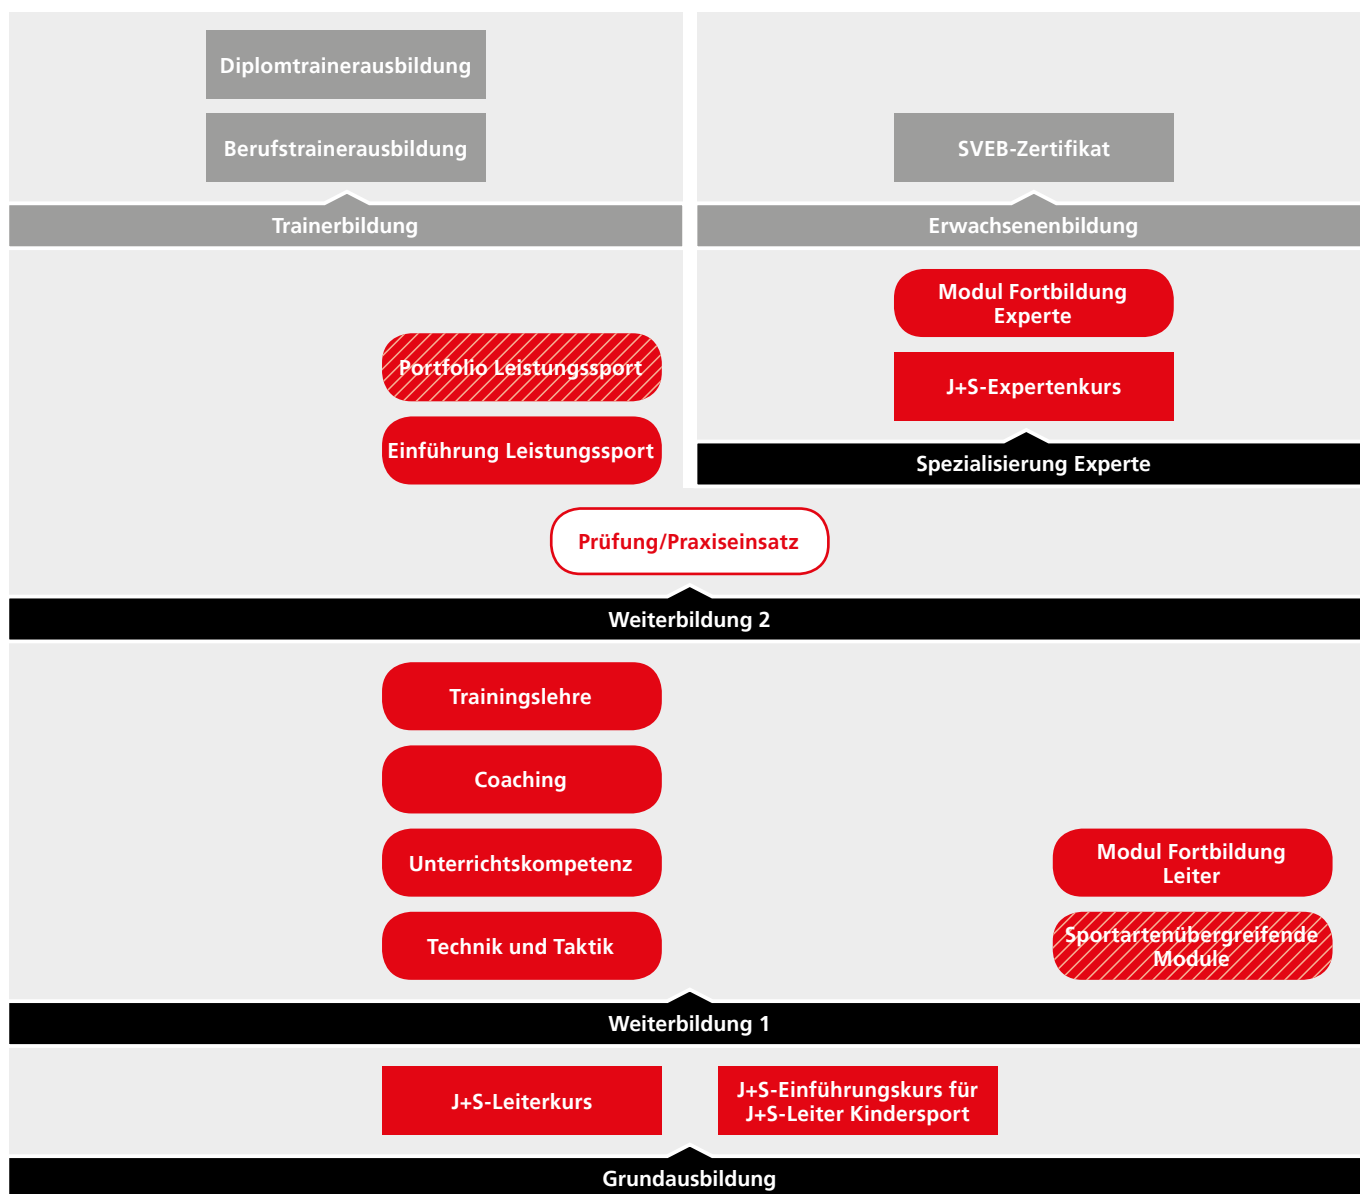 Diplomtrainerausbildung
Berufstrainerausbildung
SVEB-Zertifikat
Trainerbildung
Erwachsenenbildung
Modul Fortbildung
Experte
Portfolio Leistungssport
J+S-Expertenkurs
Einführung Leistungssport
Spezialisierung Experte
Prüfung/Praxiseinsatz
Weiterbildung 2
Trainingslehre
Coaching
Unterrichtskompetenz
Modul Fortbildung
Leiter
Technik und Taktik
Sportartenübergreifende
Module
Weiterbildung 1
J+S-Leiterkurs
J+S-Einführungskurs für
J+S-Leiter Kindersport
Grundausbildung